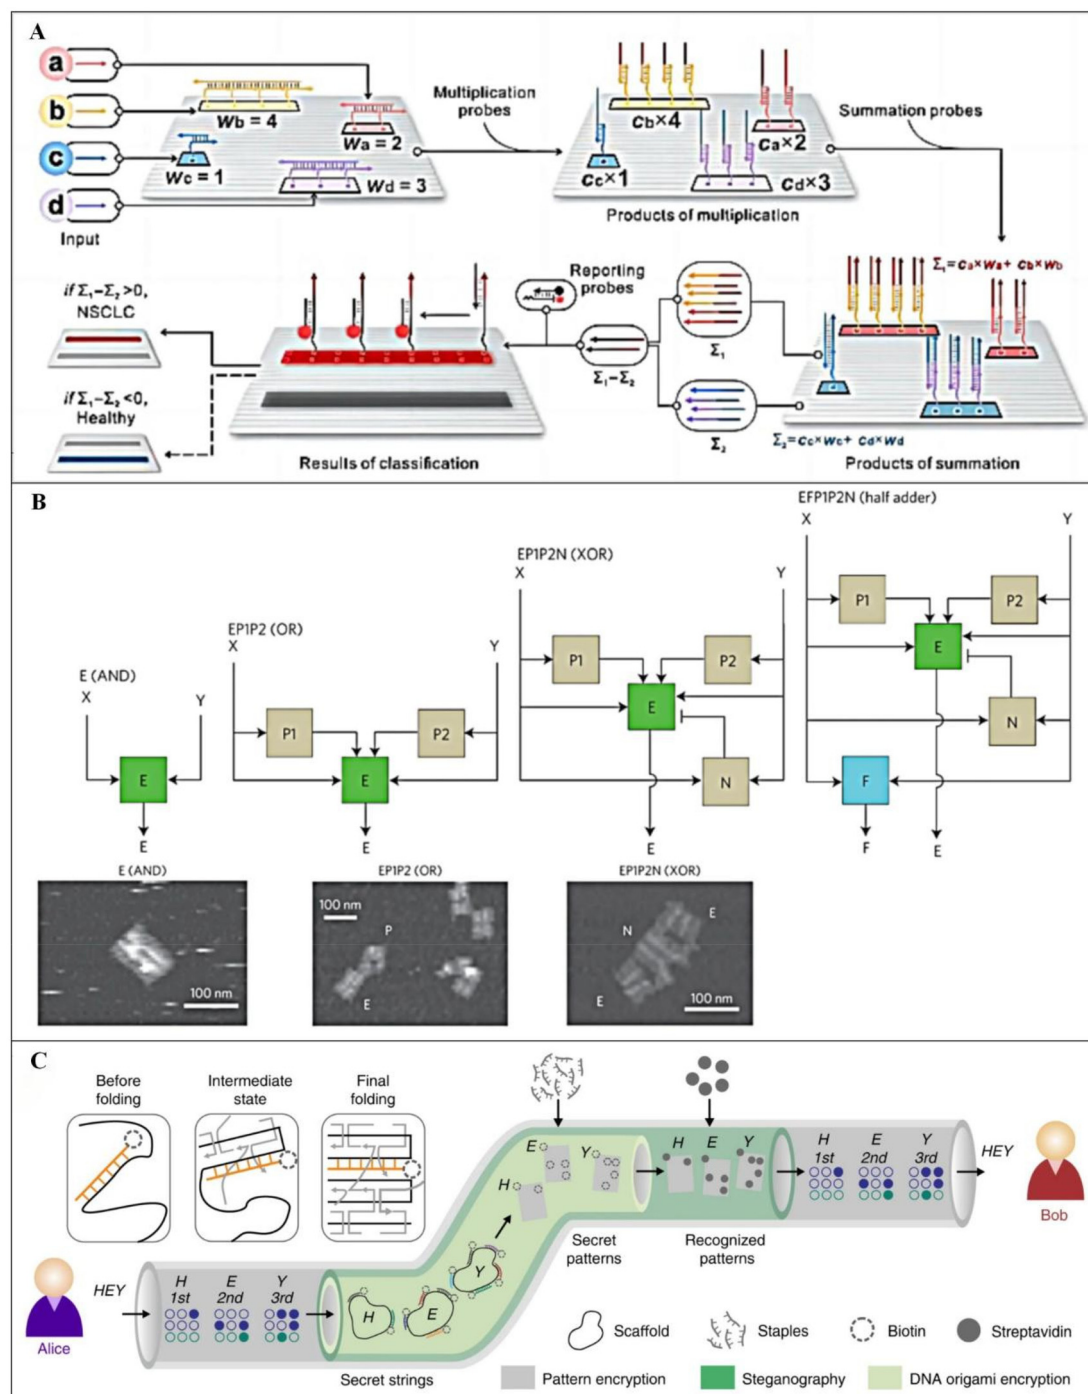 A
a
b
c
d
Input
Wb = 4
Wa = 2
Wc = 1
Wd = 3
Multiplication
probes
Cb×4
Ca×2
Cc×1
Cd×3
Products of multiplication
Summation
probes
Σ1=Ca×Wa+ Cb×Wb
Σ2=Cc×Wc+ Cd×Wd
Products of summation
Σ1
Σ2
Σ1–Σ2
Reporting
probes
Results of classification
if Σ1–Σ2 >0,
NSCLC
if Σ1–Σ2 <0,
Healthy
B
E (AND)
X Y
E
E
EP1P2 (OR)
X Y
P1 P2
E
E
EP1P2N (XOR)
X Y
P1 P2
E
N
E
EFP1P2N (half adder)
X Y
P1 P2
E
N
F
F E
E (AND)
100 nm
EP1P2 (OR)
100 nm
P
E
EP1P2N (XOR)
E
N
E
100 nm
C
Before
folding
Intermediate
state
Final
folding
Alice
HEY
H E Y
1st 2nd 3rd
H E Y
Secret strings
H E Y
Secret
patterns
H E Y
Recognized
patterns
H E Y
1st 2nd 3rd
HEY
Bob
Scaffold Staples Biotin Streptavidin
Pattern encryption Steganography DNA origami encryption